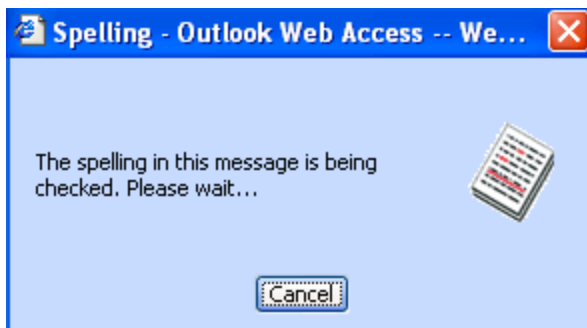 Spelling - Outlook Web Access -- We...
The spelling in this message is being
checked. Please wait...
Cancel